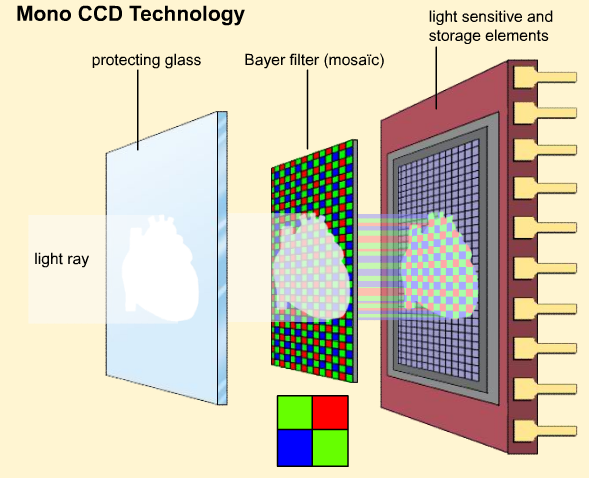 Mono CCD Technology
light sensitive and
storage elements
protecting glass
Bayer filter (mosaïc)
light ray